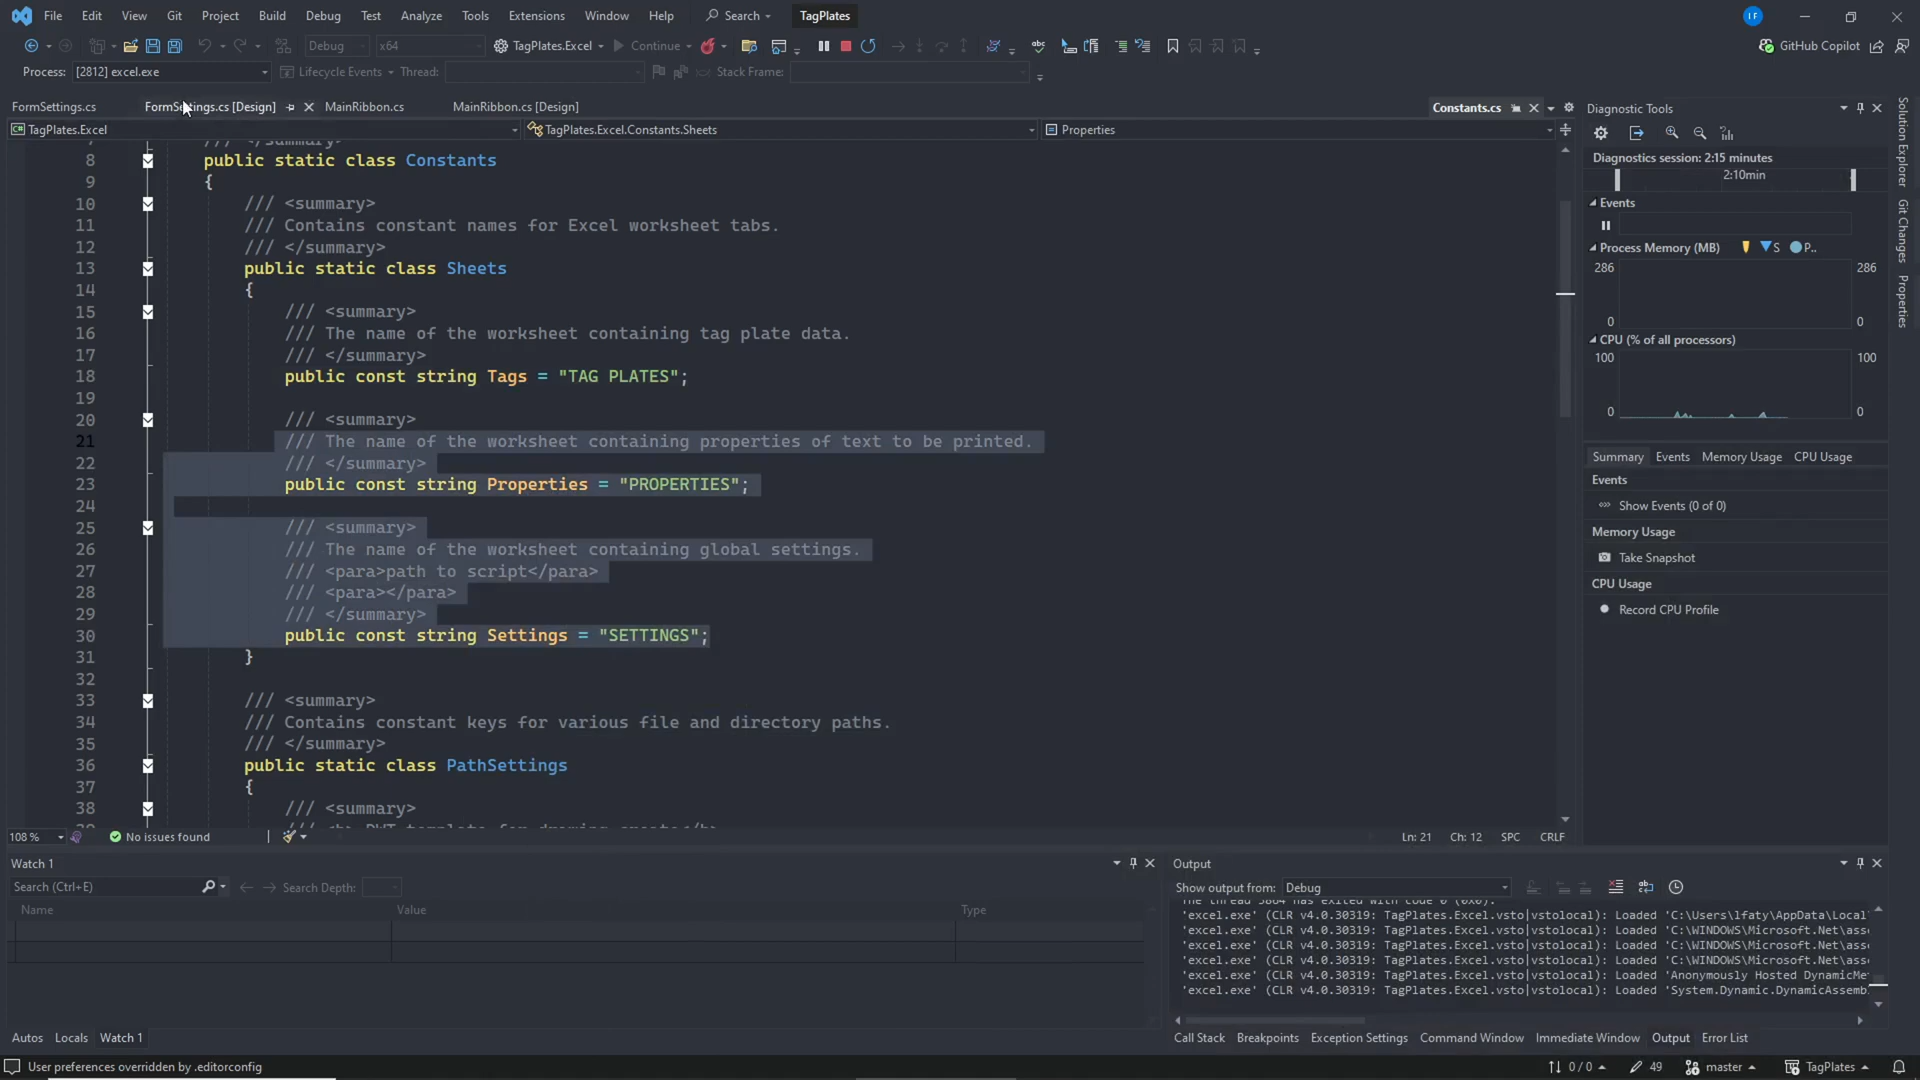 File Edit View Git Project Build Debug Test Analyze Tools Extensions Window Help Search TagPlates IF
Debug x64 TagPlates.Excel Continue GitHub Copilot
Process: [2812] excel.exe Lifecycle Events Thread: Stack Frame:
FormSettings.cs FormSettings.cs [Design] MainRibbon.cs MainRibbon.cs [Design] Constants.cs
TagPlates.Excel TagPlates.Excel.Constants.Sheets Properties
8 public static class Constants
9 {
10 /// <summary>
11 /// Contains constant names for Excel worksheet tabs.
12 /// </summary>
13 public static class Sheets
14 {
15 /// <summary>
16 /// The name of the worksheet containing tag plate data.
17 /// </summary>
18 public const string Tags = "TAG PLATES";
19
20 /// <summary>
21 /// The name of the worksheet containing properties of text to be printed.
22 /// </summary>
23 public const string Properties = "PROPERTIES";
24
25 /// <summary>
26 /// The name of the worksheet containing global settings.
27 /// <para>path to script</para>
28 /// <para></para>
29 /// </summary>
30 public const string Settings = "SETTINGS";
31 }
32
33 /// <summary>
34 /// Contains constant keys for various file and directory paths.
35 /// </summary>
36 public static class PathSettings
37 {
38 /// <summary>
108 % No issues found Ln: 21 Ch: 12 SPC CRLF
Diagnostic Tools
Diagnostics session: 2:15 minutes
2:10min
Events
Process Memory (MB) S P..
286 286
0 0
CPU (% of all processors)
100 100
0 0
Summary Events Memory Usage CPU Usage
Events
Show Events (0 of 0)
Memory Usage
Take Snapshot
CPU Usage
Record CPU Profile
Solution Explorer
Git Changes
Properties
Watch 1
Search (Ctrl+E) Search Depth:
Name Value Type
Autos Locals Watch 1
Output
Show output from: Debug
The thread 5864 has exited with code 0 (0x0).
'excel.exe' (CLR v4.0.30319: TagPlates.Excel.vsto|vstolocal): Loaded 'C:\Users\lfaty\AppData\Local
'excel.exe' (CLR v4.0.30319: TagPlates.Excel.vsto|vstolocal): Loaded 'C:\WINDOWS\Microsoft.Net\asse
'excel.exe' (CLR v4.0.30319: TagPlates.Excel.vsto|vstolocal): Loaded 'C:\WINDOWS\Microsoft.Net\asse
'excel.exe' (CLR v4.0.30319: TagPlates.Excel.vsto|vstolocal): Loaded 'C:\WINDOWS\Microsoft.Net\asse
'excel.exe' (CLR v4.0.30319: TagPlates.Excel.vsto|vstolocal): Loaded 'Anonymously Hosted DynamicMe
'excel.exe' (CLR v4.0.30319: TagPlates.Excel.vsto|vstolocal): Loaded 'System.Dynamic.DynamicAssemb
Call Stack Breakpoints Exception Settings Command Window Immediate Window Output Error List
User preferences overridden by .editorconfig 0 / 0 49 master TagPlates